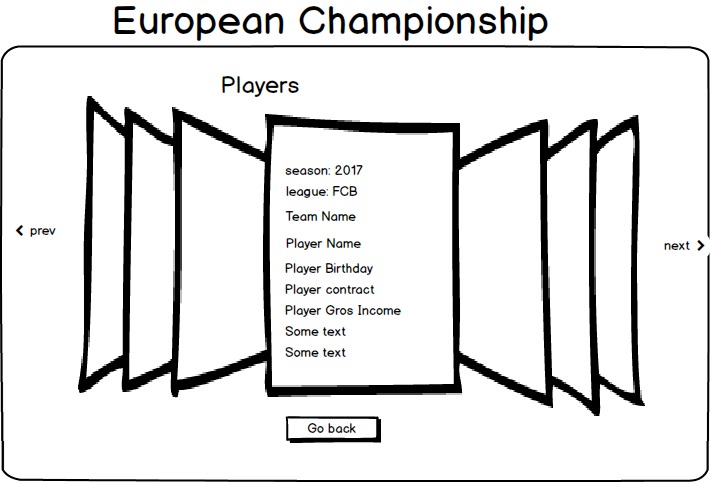 European Championship
Players
season: 2017
league: FCB
Team Name
prev
Player Name
next
Player Birthday
Player contract
Player Gros Income
Some text
Some text
Go back